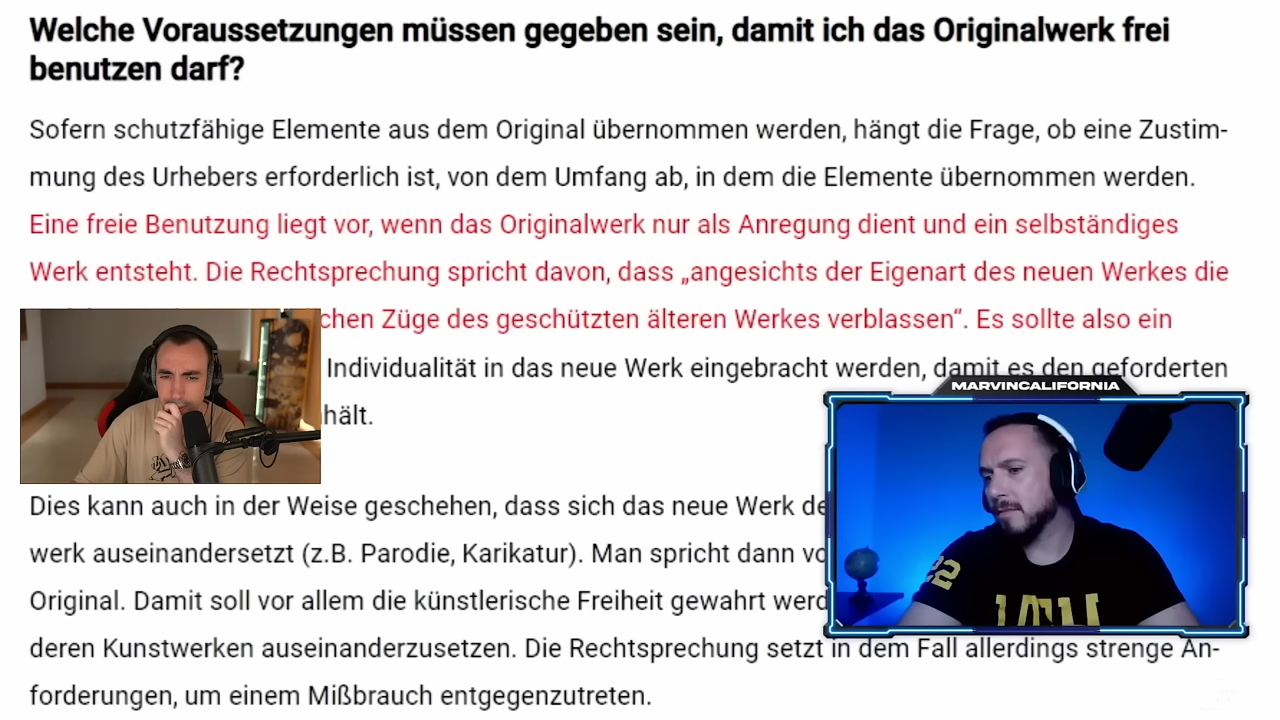 Welche Voraussetzungen müssen gegeben sein, damit ich das Originalwerk frei
benutzen darf?
Sofern schutzfähige Elemente aus dem Original übernommen werden, hängt die Frage, ob eine Zustim-
mung des Urhebers erforderlich ist, von dem Umfang ab, in dem die Elemente übernommen werden.
Eine freie Benutzung liegt vor, wenn das Originalwerk nur als Anregung dient und ein selbständiges
Werk entsteht. Die Rechtsprechung spricht davon, dass „angesichts der Eigenart des neuen Werkes die
Züge des geschützten älteren Werkes verblassen“. Es sollte also ein
Individualität in das neue Werk eingebracht werden, damit es den geforderten
MARVINCALIFORNIA
Dies kann auch in der Weise geschehen, dass sich das neue Werk
werk auseinandersetzt (z.B. Parodie, Karikatur). Man spricht dann
Original. Damit soll vor allem die künstlerische Freiheit gewahrt
22
deren Kunstwerken auseinanderzusetzen. Die Rechtsprechung setzt in dem Fall allerdings strenge An-
forderungen, um einem Mißbrauch entgegenzutreten.